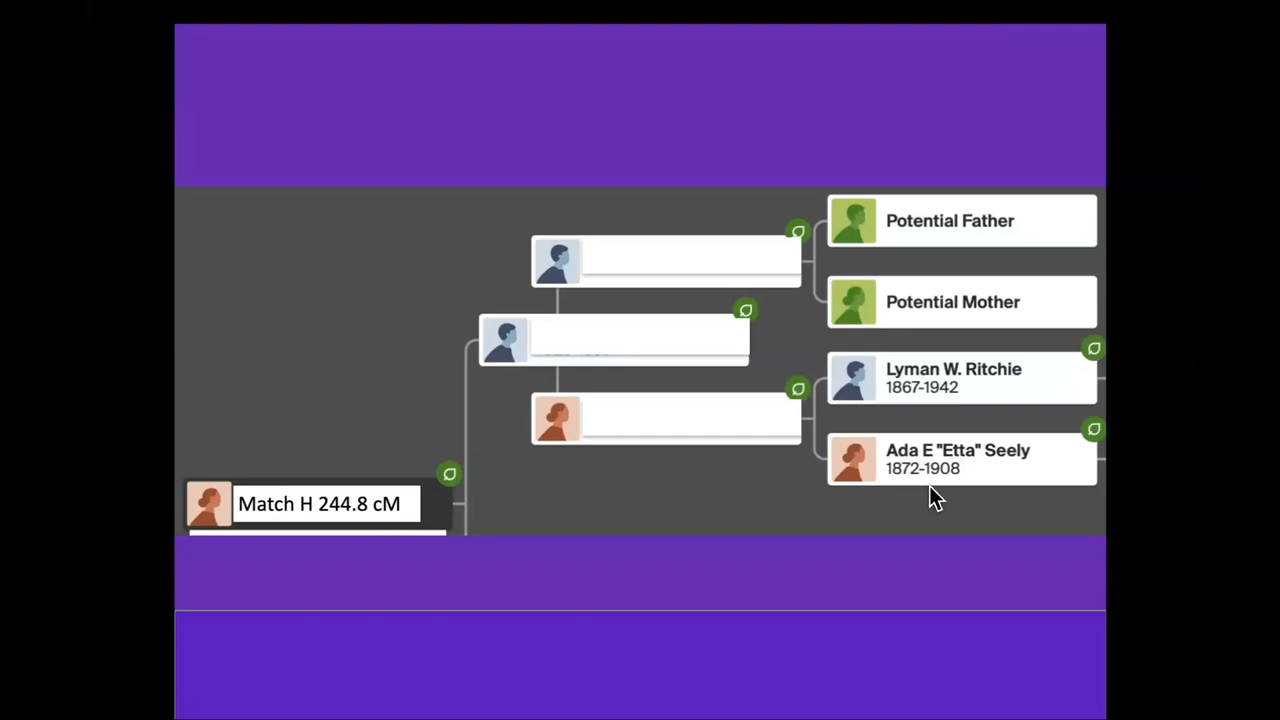 Potential Father
Potential Mother
Lyman W. Ritchie
1867-1942
Ada E "Etta" Seely
1872-1908
Match H 244.8 cM